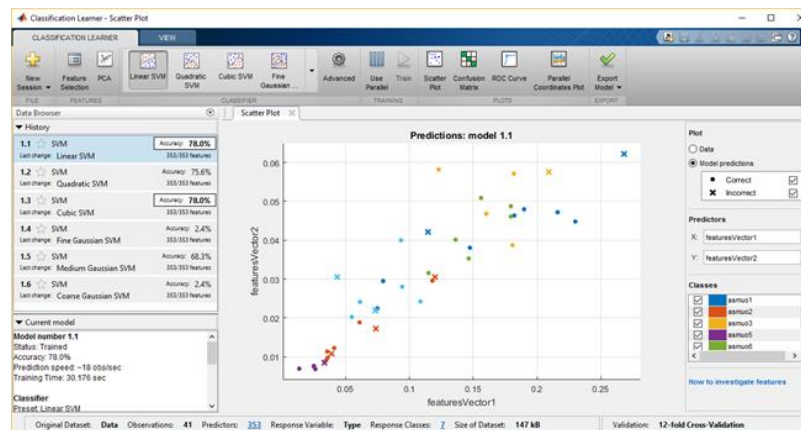 Classification Learner - Scatter Plot
CLASSIFICATION LEARNER
VIEW
New Session
Feature Selection
PCA
Linear SVM
Quadratic SVM
Cubic SVM
Fine Gaussian ...
Advanced
Use Parallel
Train
Scatter Plot
Confusion Matrix
ROC Curve
Parallel Coordinates Plot
Export Model
FILE
FEATURES
CLASSIFIER
TRAINING
PLOTS
EXPORT
Data Browser
Scatter Plot
History
1.1 SVM Accuracy: 78.0%
Last change: Linear SVM 353/353 features
1.2 SVM Accuracy: 75.6%
Last change: Quadratic SVM 353/353 features
1.3 SVM Accuracy: 78.0%
Last change: Cubic SVM 353/353 features
1.4 SVM Accuracy: 2.4%
Last change: Fine Gaussian SVM 353/353 features
1.5 SVM Accuracy: 68.3%
Last change: Medium Gaussian SVM 353/353 features
1.6 SVM Accuracy: 2.4%
Last change: Coarse Gaussian SVM 353/353 features
Current model
Model number 1.1
Status: Trained
Accuracy: 78.0%
Prediction speed: ~18 obs/sec
Training Time: 30.176 sec
Classifier
Preset: Linear SVM
Predictions: model 1.1
0.06
0.05
0.04
0.03
0.02
0.01
featuresVector2
0.05 0.1 0.15 0.2 0.25
featuresVector1
Plot
Data
Model predictions
Correct
Incorrect
Predictors
X: featuresVector1
Y: featuresVector2
Classes
asmuo1
asmuo2
asmuo3
asmuo5
asmuo6
How to investigate features
Original Dataset: Data Observations: 41 Predictors: 353 Response Variable: Type Response Classes: 7 Size of Dataset: 147 kB Validation: 12-fold Cross-Validation